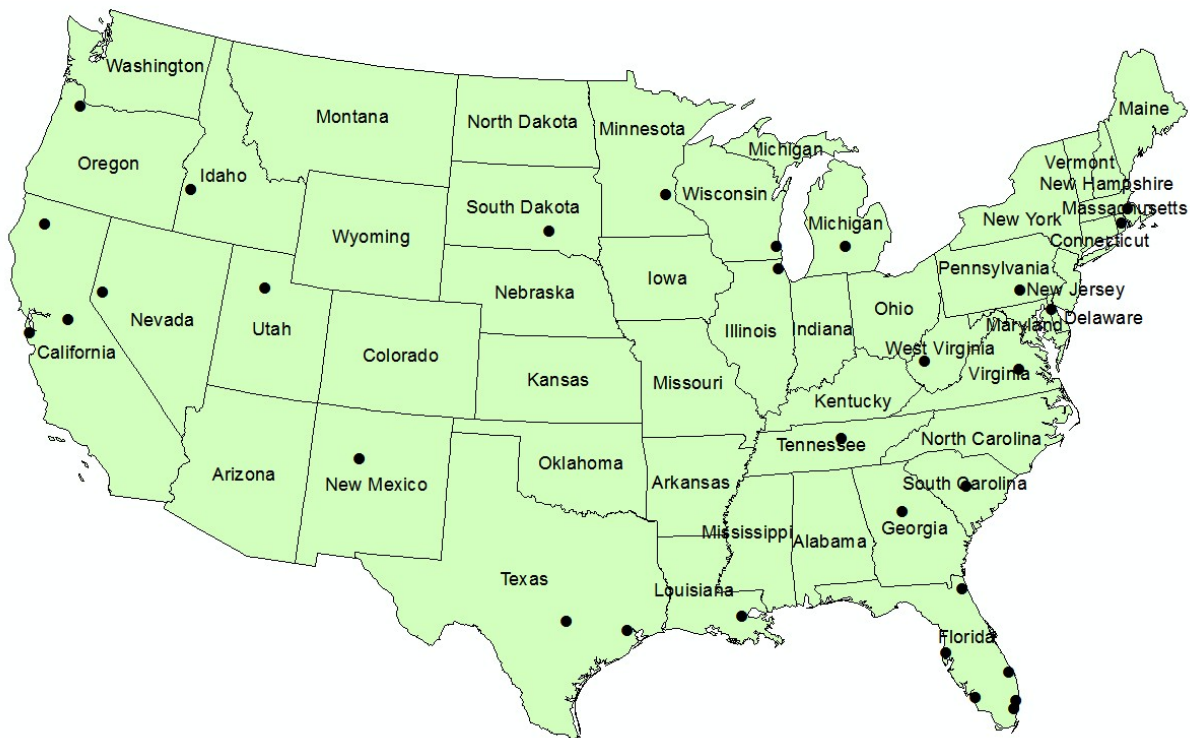 Washington
Montana
North Dakota
Minnesota
Maine
Michigan
Oregon
Idaho
Vermont
New Hampshire
South Dakota
Wisconsin
Massachusetts
New York
Michigan
Wyoming
Connecticut
Pennsylvania
Iowa
Nebraska
New Jersey
Ohio
Delaware
Nevada
Utah
Illinois
Indiana
Maryland
California
Colorado
West Virginia
Virginia
Kansas
Missouri
Kentucky
North Carolina
Tennessee
Oklahoma
Arizona
New Mexico
Arkansas
South Carolina
Georgia
Mississippi
Alabama
Texas
Louisiana
Florida